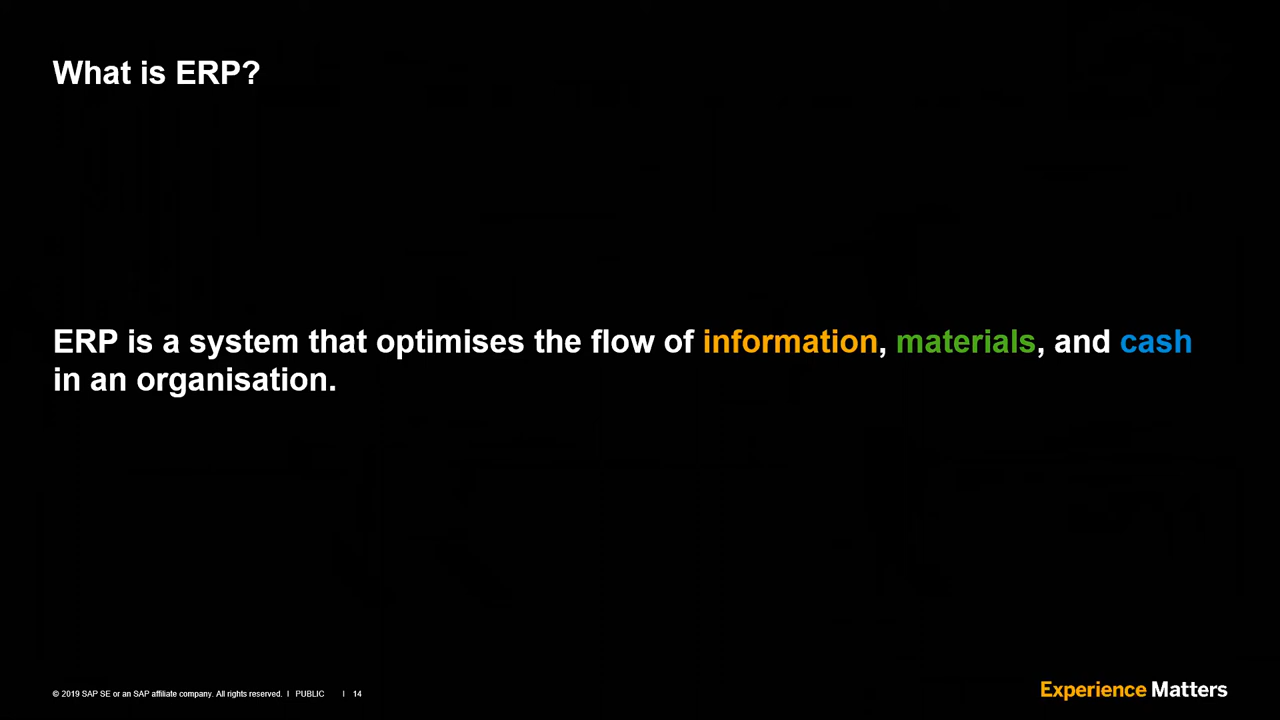 What is ERP?
ERP is a system that optimises the flow of information, materials, and cash
in an organisation.
© 2019 SAP SE or an SAP affiliate company. All rights reserved. I PUBLIC I 14
Experience Matters